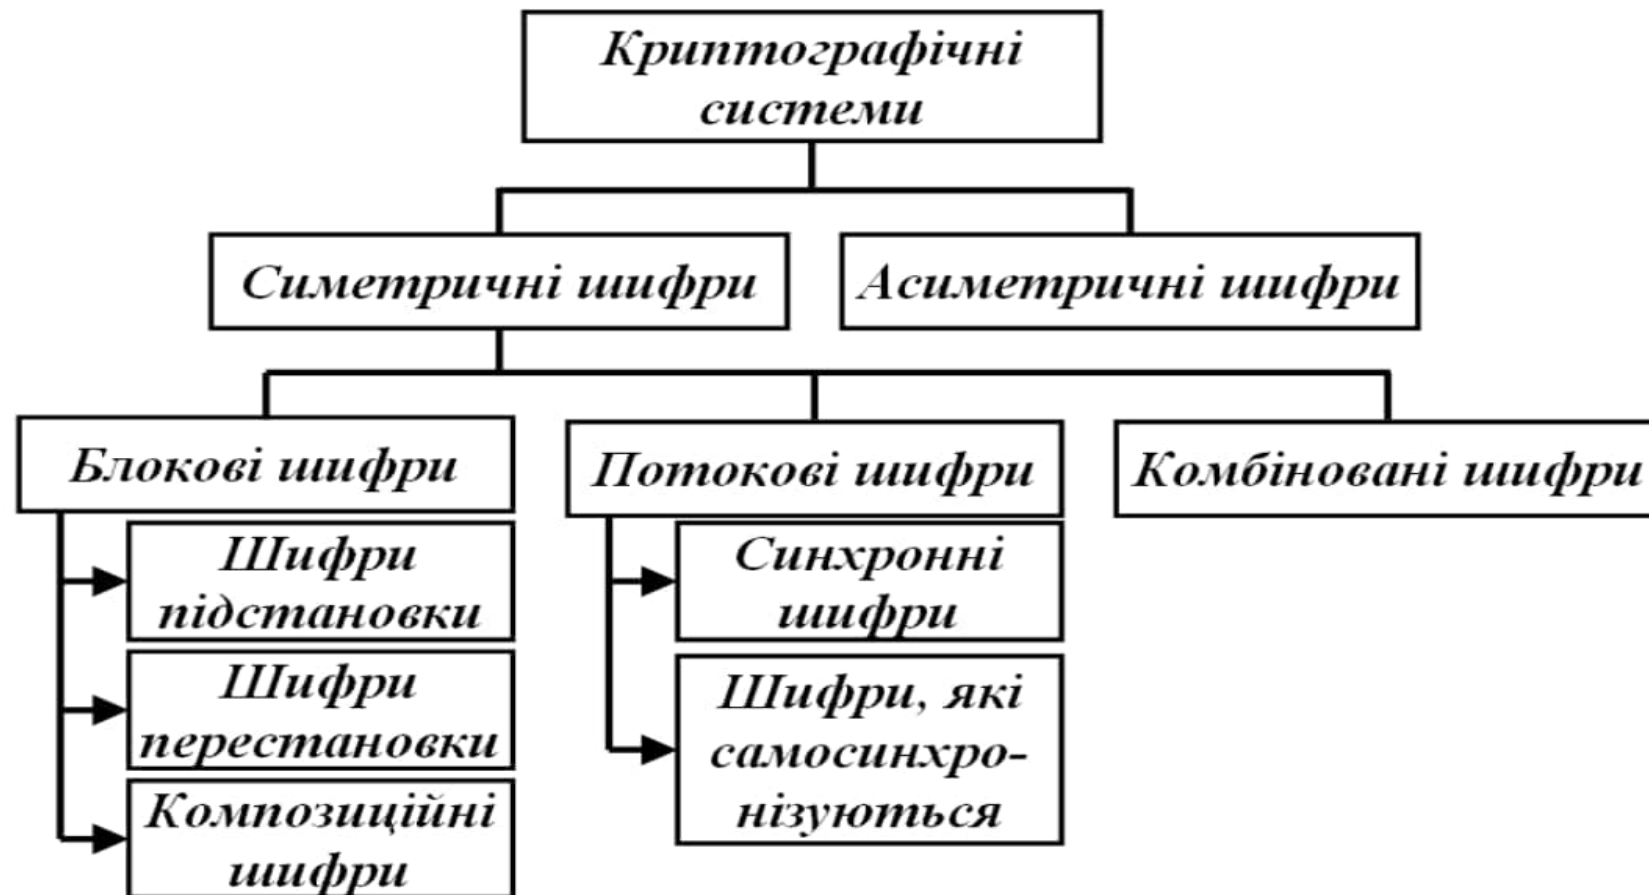 Криптографічні
системи
Симетричні шифри
Асиметричні шифри
Блокові шифри
Потокові шифри
Комбіновані шифри
Шифри
підстановки
Шифри
перестановки
Композиційні
шифри
Синхронні
шифри
Шифри, які
самосинхро-
нізуються